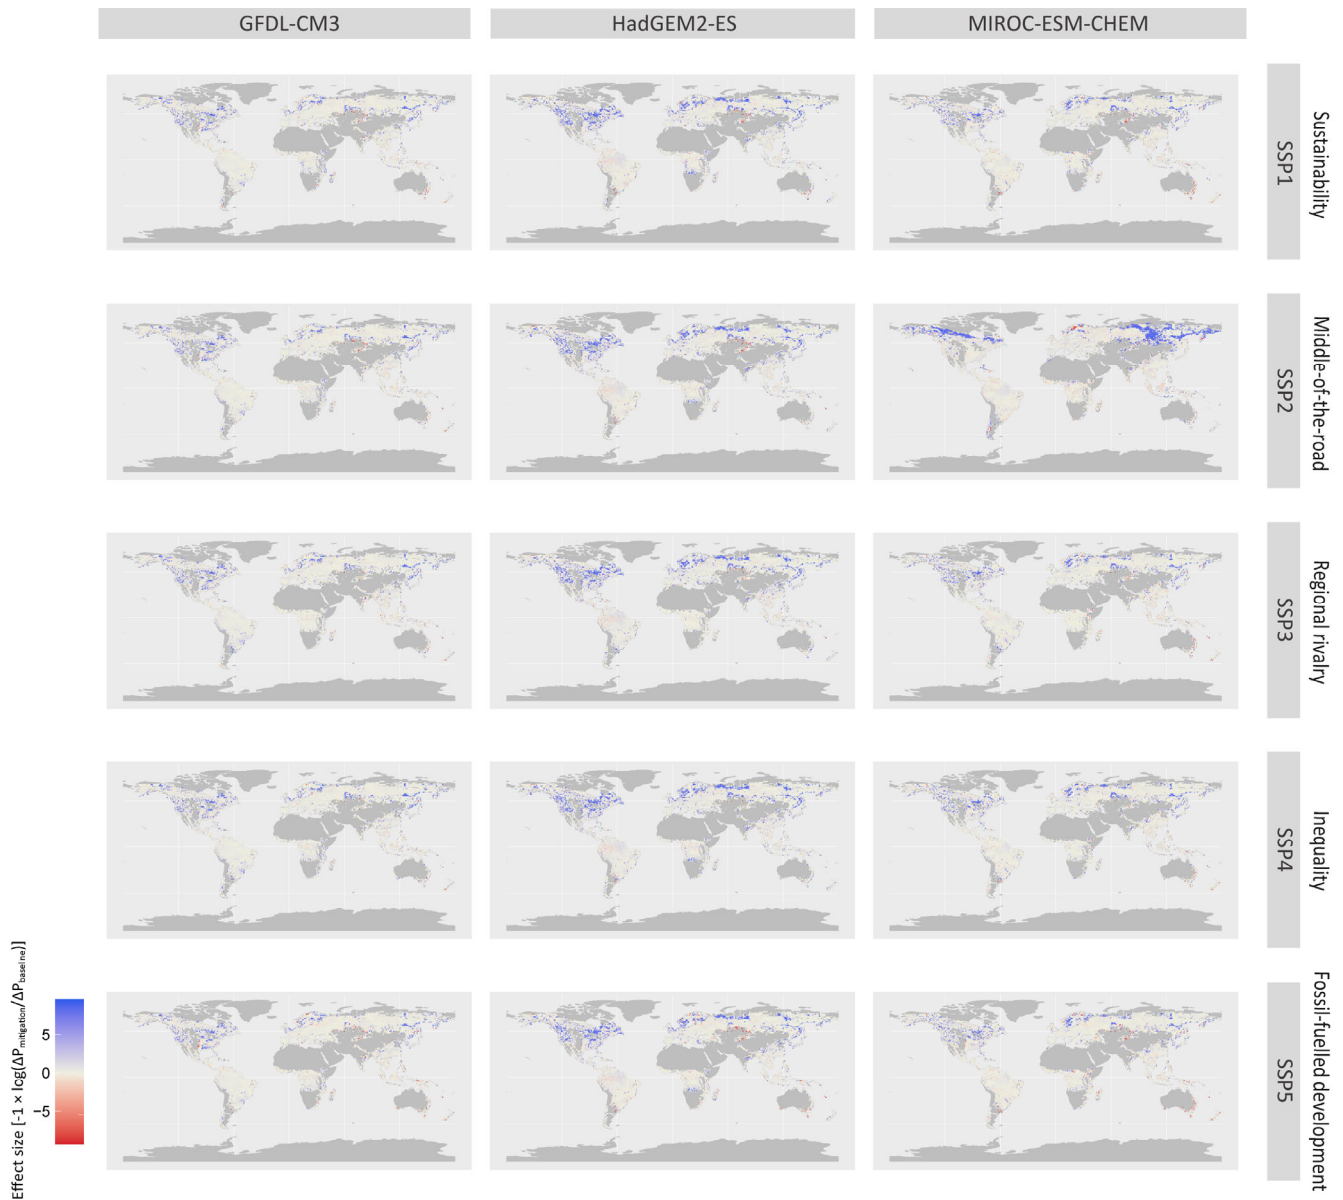 GFDL-CM3
HadGEM2-ES
MIROC-ESM-CHEM
Sustainability
SSP1
Middle-of-the-road
SSP2
Regional rivalry
SSP3
Inequality
SSP4
Fossil-fuelled development
SSP5
Effect size [-1 × log(ΔPmitigation/ΔPbaseline)]
5
0
−5